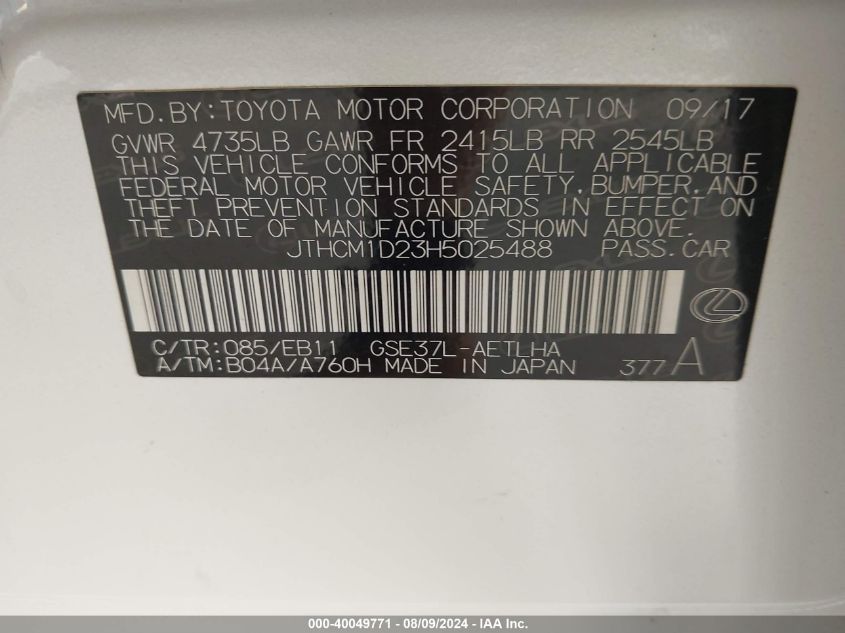 MFD.BY:TOYOTA MOTOR CORPORATION 09/17
GVWR 4735LB GAWR FR 2415LB RR 2545LB
THIS VEHICLE CONFORMS TO ALL APPLICABLE
FEDERAL MOTOR VEHICLE SAFETY,BUMPER,AND
THEFT PREVENTION STANDARDS IN EFFECT ON
THE DATE OF MANUFACTURE SHOWN ABOVE.
JTHCM1D23H5025488 PASS.CAR
C/TR:085/EB11 GSE37L-AETLHA
A/TM:B04A/A760H MADE IN JAPAN 377A
000-40049771 - 08/09/2024 - IAA Inc.